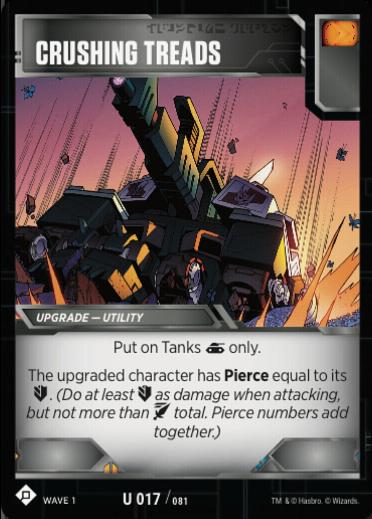 CRUSHING TREADS
UPGRADE — UTILITY
Put on Tanks only.
The upgraded character has Pierce equal to its
. (Do at least as damage when attacking,
but not more than total. Pierce numbers add
together.)
WAVE 1 U 017 / 081 TM & © Hasbro. © Wizards.